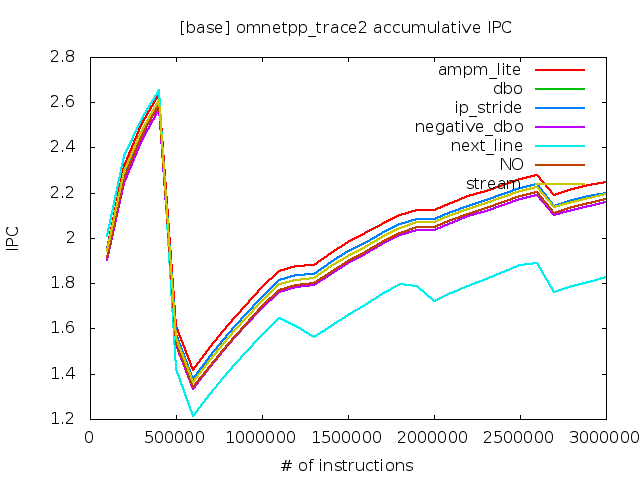 [base] omnetpp_trace2 accumulative IPC
2.8
2.6
2.4
2.2
2
1.8
1.6
1.4
1.2
IPC
ampm_lite
dbo
ip_stride
negative_dbo
next_line
NO
stream
0 500000 1000000 1500000 2000000 2500000 3000000
# of instructions